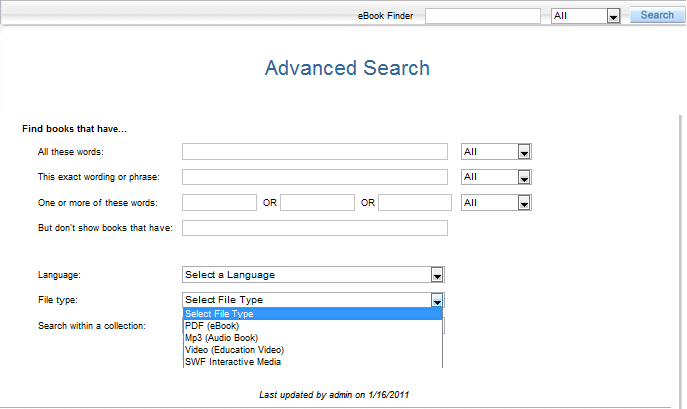 eBook Finder All Search
Advanced Search
Find books that have...
All these words: All
This exact wording or phrase: All
One or more of these words: OR OR All
But don't show books that have:
Language: Select a Language
File type: Select File Type
Select File Type
PDF (eBook)
Search within a collection:
Mp3 (Audio Book)
Video (Education Video)
SWF Interactive Media
Last updated by admin on 1/16/2011